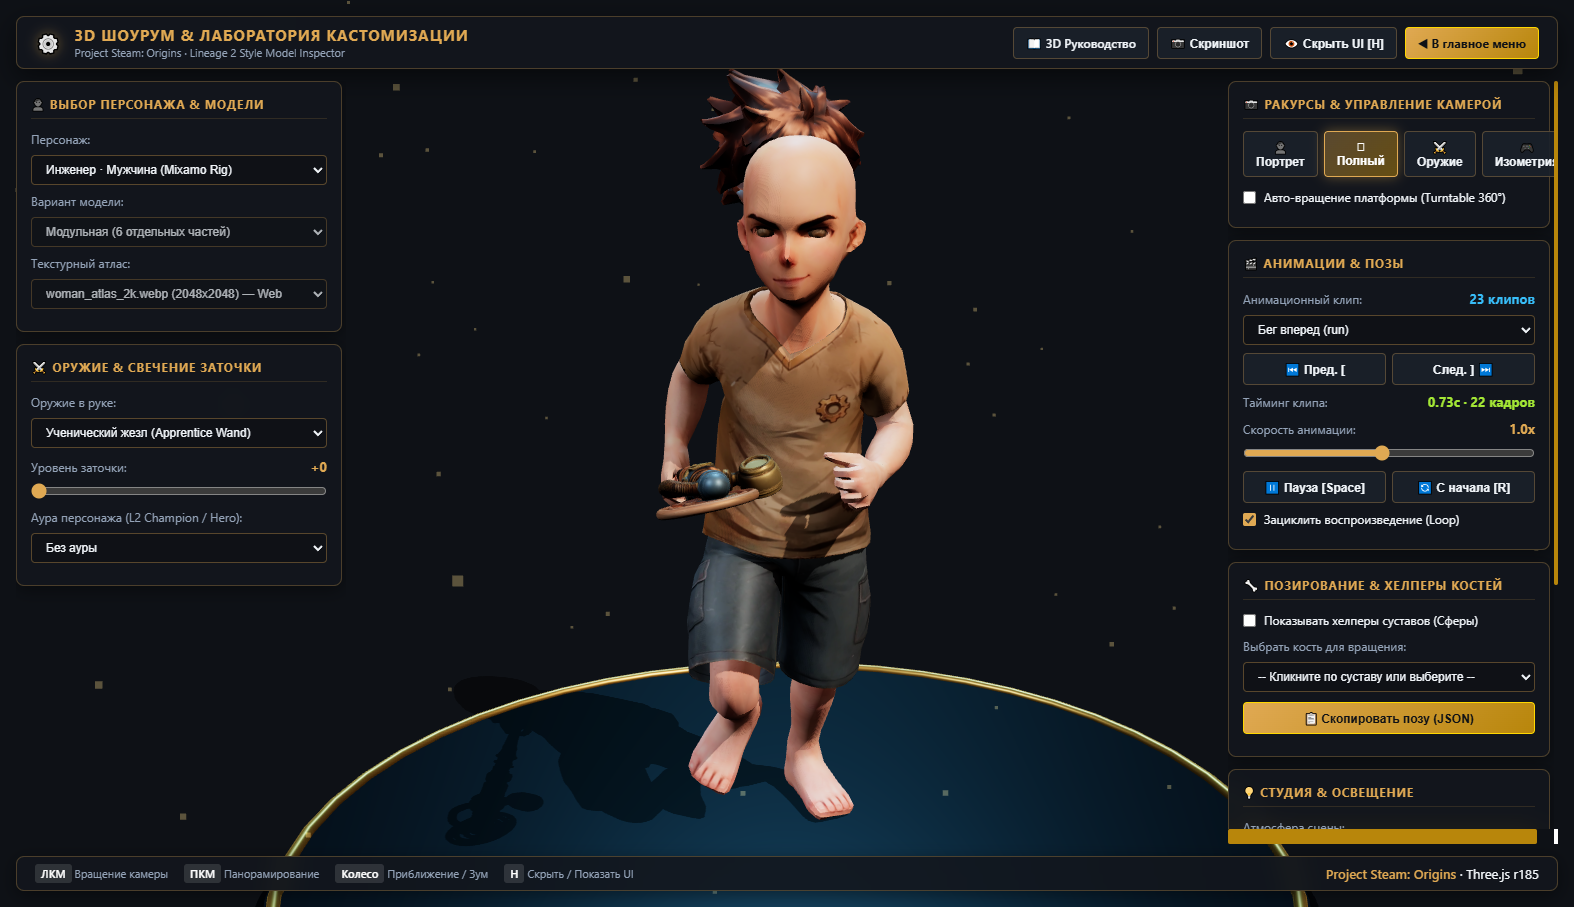 3D ШОУРУМ & ЛАБОРАТОРИЯ КАСТОМИЗАЦИИ
Project Steam: Origins · Lineage 2 Style Model Inspector
3D Руководство
Скриншот
Скрыть UI [H]
◀ В главное меню
ВЫБОР ПЕРСОНАЖА & МОДЕЛИ
Персонаж:
Инженер - Мужчина (Mixamo Rig)
Вариант модели:
Модульная (6 отдельных частей)
Текстурный атлас:
woman_atlas_2k.webp (2048x2048) — Web
ОРУЖИЕ & СВЕЧЕНИЕ ЗАТОЧКИ
Оружие в руке:
Ученический жезл (Apprentice Wand)
Уровень заточки: +0
Аура персонажа (L2 Champion / Hero):
Без ауры
РАКУРСЫ & УПРАВЛЕНИЕ КАМЕРОЙ
Портрет
Полный
Оружие
Изометрия
Авто-вращение платформы (Turntable 360°)
АНИМАЦИИ & ПОЗЫ
Анимационный клип: 23 клипов
Бег вперед (run)
Пред. [
След. ]
Тайминг клипа: 0.73с · 22 кадров
Скорость анимации: 1.0x
Пауза [Space]
С начала [R]
Зациклить воспроизведение (Loop)
ПОЗИРОВАНИЕ & ХЕЛПЕРЫ КОСТЕЙ
Показывать хелперы суставов (Сферы)
Выбрать кость для вращения:
-- Кликните по суставу или выберите --
Скопировать позу (JSON)
СТУДИЯ & ОСВЕЩЕНИЕ
Атмосфера сцены:
ЛКМ Вращение камеры ПКМ Панорамирование Колесо Приближение / Зум H Скрыть / Показать UI
Project Steam: Origins · Three.js r185